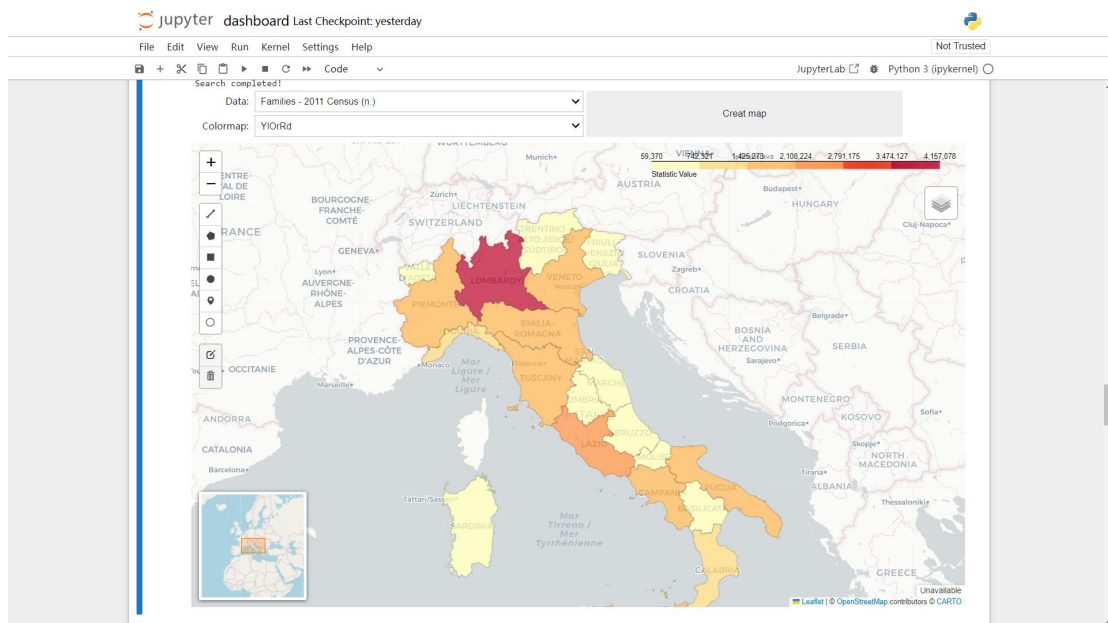 jupyter dashboard Last Checkpoint: yesterday
File Edit View Run Kernel Settings Help
Not Trusted
Code
JupyterLab
Python 3 (ipykernel)
Search completed!
Data: Families - 2011 Census (n.)
Colormap: YlOrRd
Creat map
59,370 742,321 1,425,273 2,108,224 2,791,175 3,474,127 4,157,078
Statistic Value
+
−
Munich
AUSTRIA
Budapest
HUNGARY
Cluj-Napoca
Zürich
LIECHTENSTEIN
SWITZERLAND
BOURGOGNE-
FRANCHE-
COMTÉ
GENEVA
Lyon
AUVERGNE-
RHÔNE-
ALPES
TRENTINO
SLOVENIA
Zagreb
CROATIA
LOMBARDY
VENETO
Venice
PIEMONTE
EMILIA-
ROMAGNA
Belgrade
BOSNIA
AND
HERZEGOVINA
Sarajevo
SERBIA
PROVENCE-
ALPES-CÔTE
D'AZUR
Monaco
OCCITANIE
Marseille
Mar
Ligure /
Mer
Ligure
Florence
TUSCANY
SAN
MARCHE
UMBRIA
MONTENEGRO
Podgorica
KOSOVO
Sofia
ANDORRA
CATALONIA
Barcelona
LAZIO
ABRUZZO
MOLISE
Skopje
NORTH
MACEDONIA
Tirana
ALBANIA
Thessaloniki
CAMPANIA
PUGLIA
BASILICATA
Tattari/Sassari
SARDINIA
Mar
Tirreno /
Mer
Tyrrhénienne
CALABRIA
GREECE
Unavailable
Leaflet | © OpenStreetMap contributors © CARTO